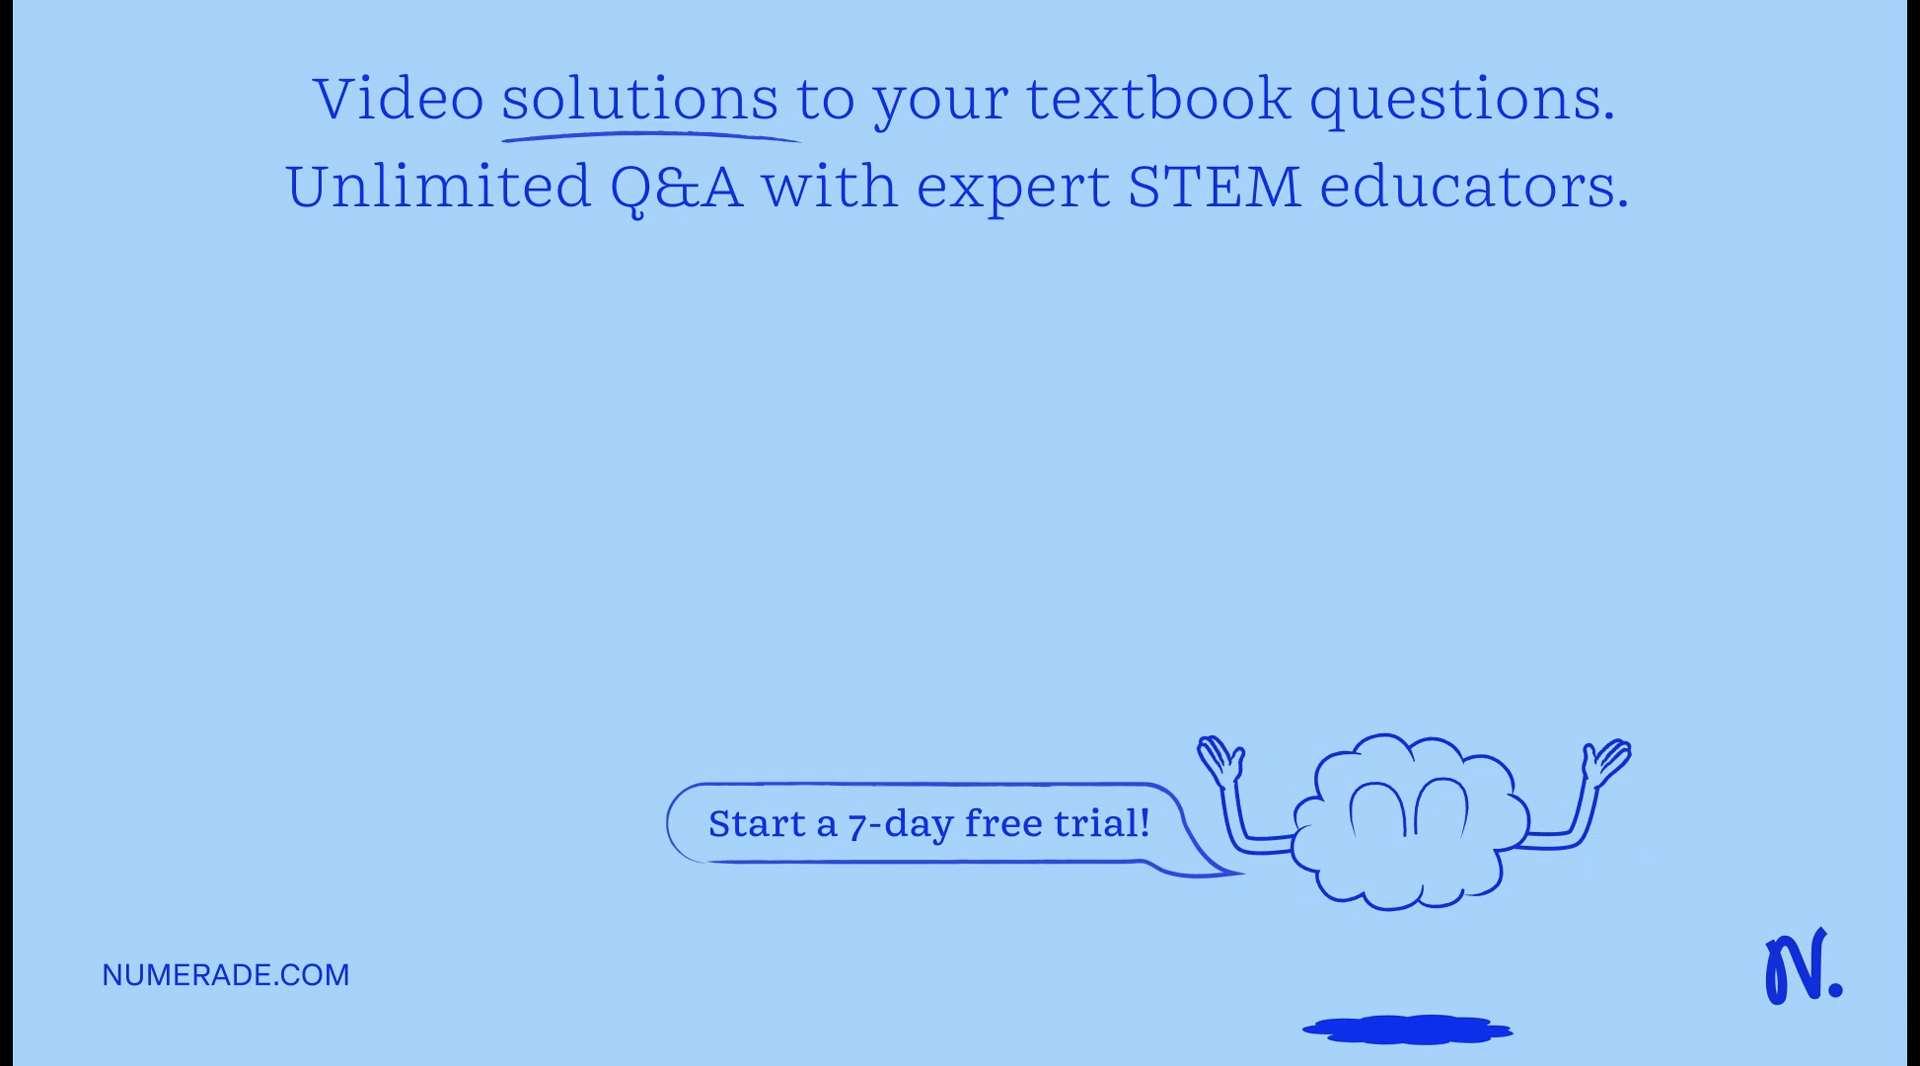 Video solutions to your textbook questions.
Unlimited Q&A with expert STEM educators.
Start a 7-day free trial!
NUMERADE.COM
N.